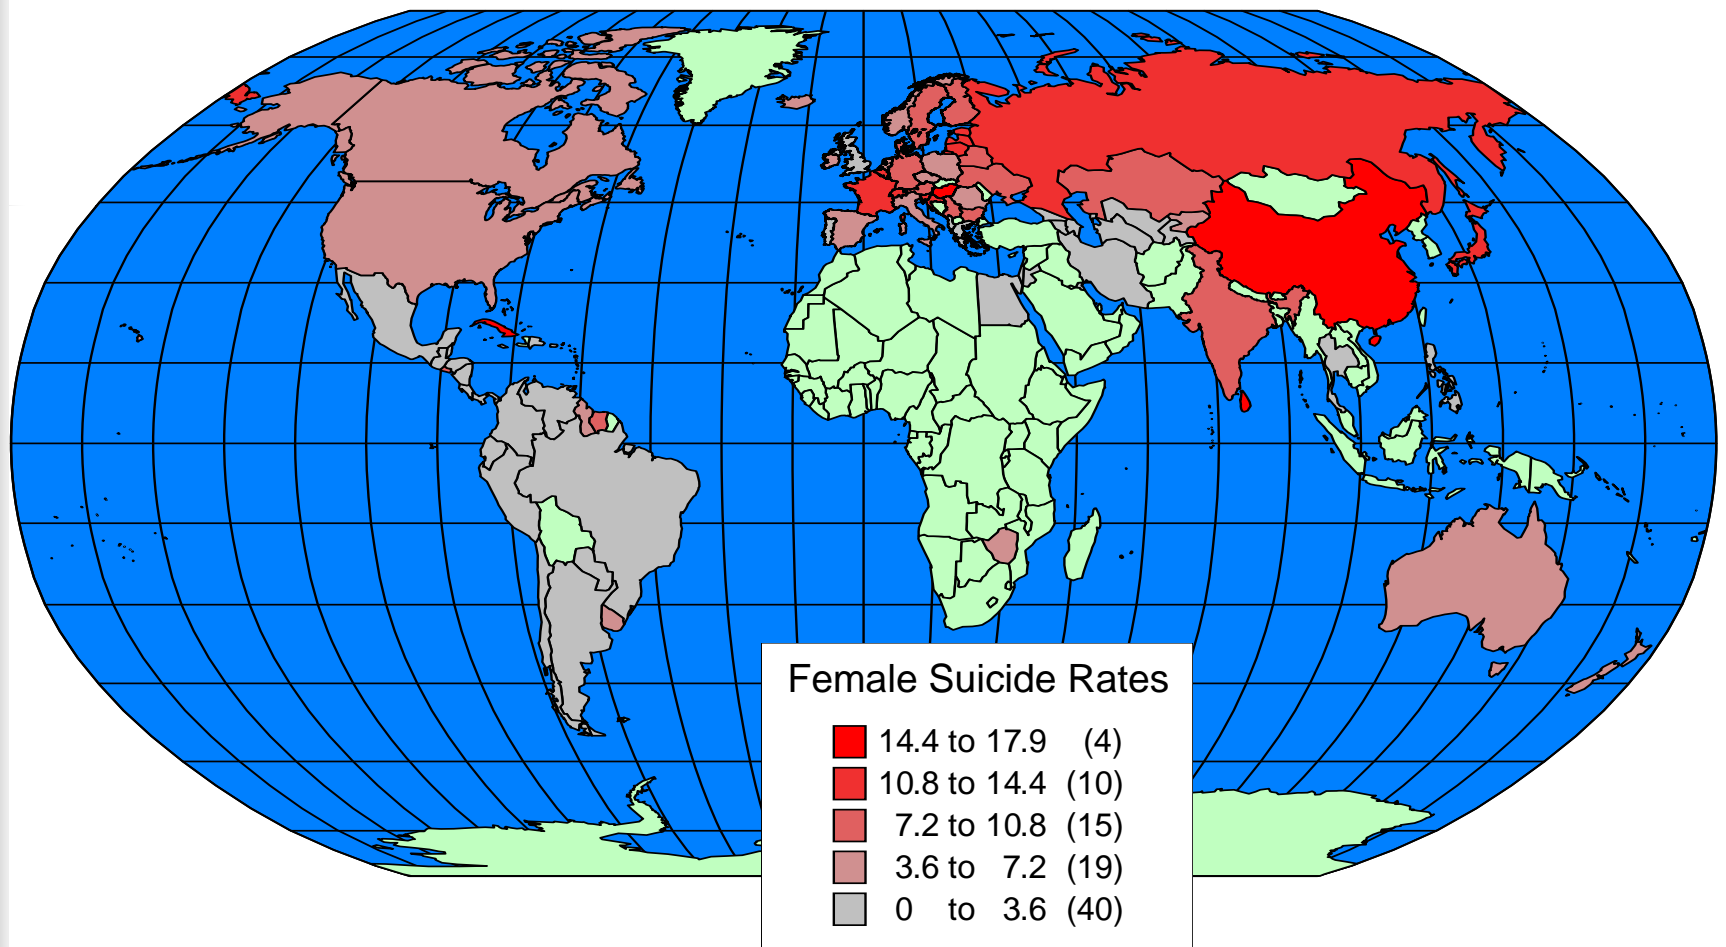 Female Suicide Rates
14.4 to 17.9 (4)
10.8 to 14.4 (10)
7.2 to 10.8 (15)
3.6 to 7.2 (19)
0 to 3.6 (40)